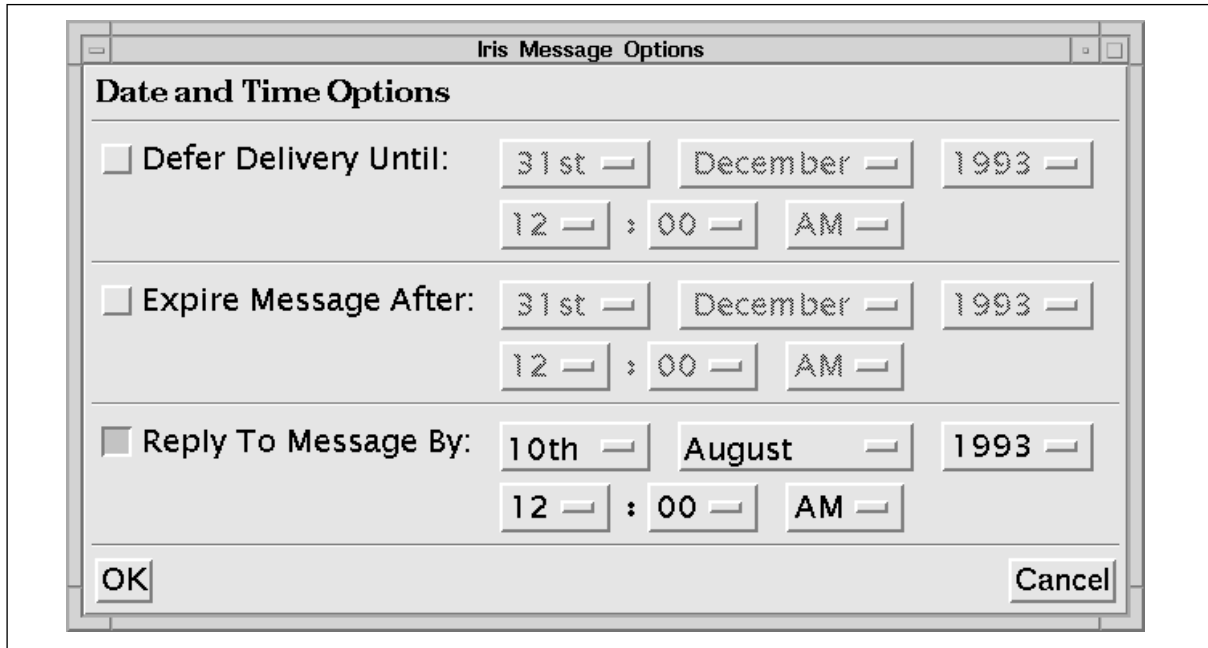 Iris Message Options
Date and Time Options
Defer Delivery Until: 31st December 1993
12 : 00 AM
Expire Message After: 31st December 1993
12 : 00 AM
Reply To Message By: 10th August 1993
12 : 00 AM
OK Cancel